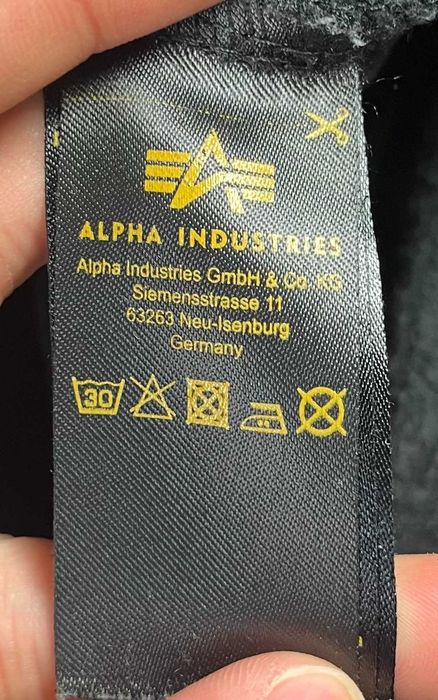 ALPHA INDUSTRIES
Alpha Industries GmbH & Co. KG
Siemensstrasse 11
63263 Neu-Isenburg
Germany
30